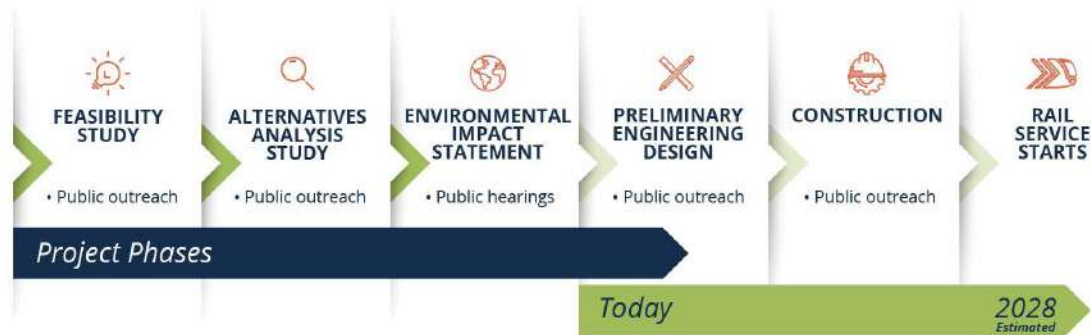 FEASIBILITY
STUDY
• Public outreach
ALTERNATIVES
ANALYSIS
STUDY
• Public outreach
ENVIRONMENTAL
IMPACT
STATEMENT
• Public hearings
PRELIMINARY
ENGINEERING
DESIGN
• Public outreach
CONSTRUCTION
• Public outreach
RAIL
SERVICE
STARTS
Project Phases
Today
2028
Estimated